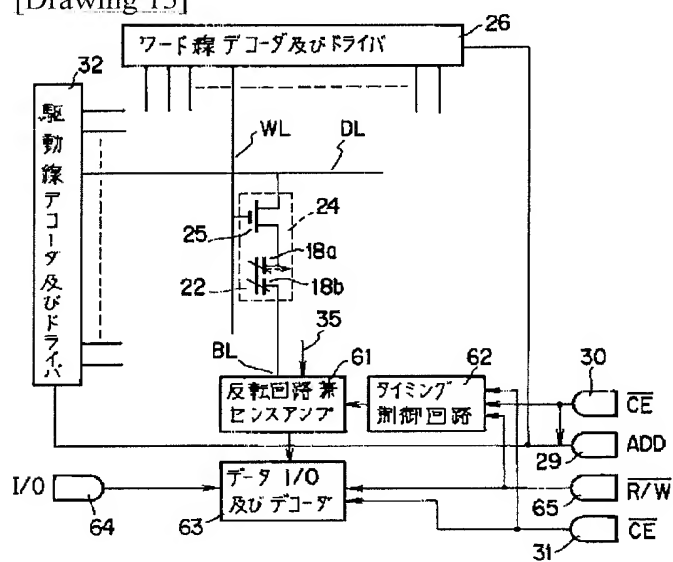 [Drawing 13]
ワード線デコーダ及びドライバ
26
32
駆動線デコーダ及びドライバ
WL
DL
24
25
18a
22
18b
35
BL
61
62
30
反転回路兼
センスアンプ
タイミング
制御回路
CE
ADD
29
I/O
データ I/O
及びデコーダ
R/W
64
63
65
CE
31